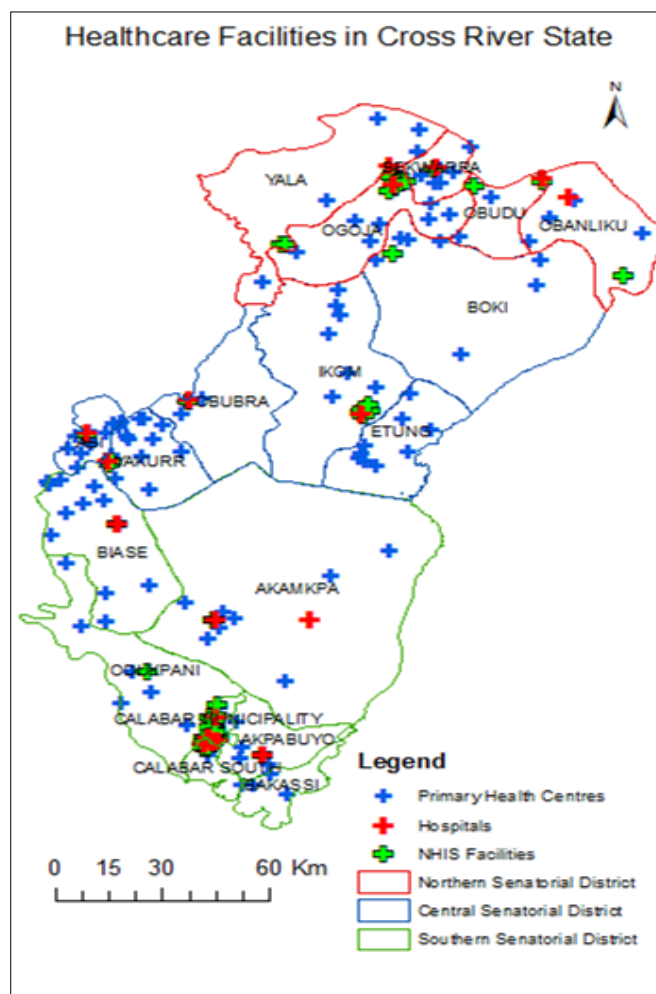 Healthcare Facilities in Cross River State
N
BEKWARRA
YALA
OBUDU
OGOJA
OBANLIKU
BOKI
IKOM
OBUBRA
ETUNG
BIASE
AKAMKPA
CALABAR MUNICIPALITY
AKPABUYO
CALABAR SOUTH
BAKASSI
Legend
Primary Health Centres
Hospitals
NHIS Facilities
0 15 30 60 Km
Northern Senatorial District
Central Senatorial District
Southern Senatorial District